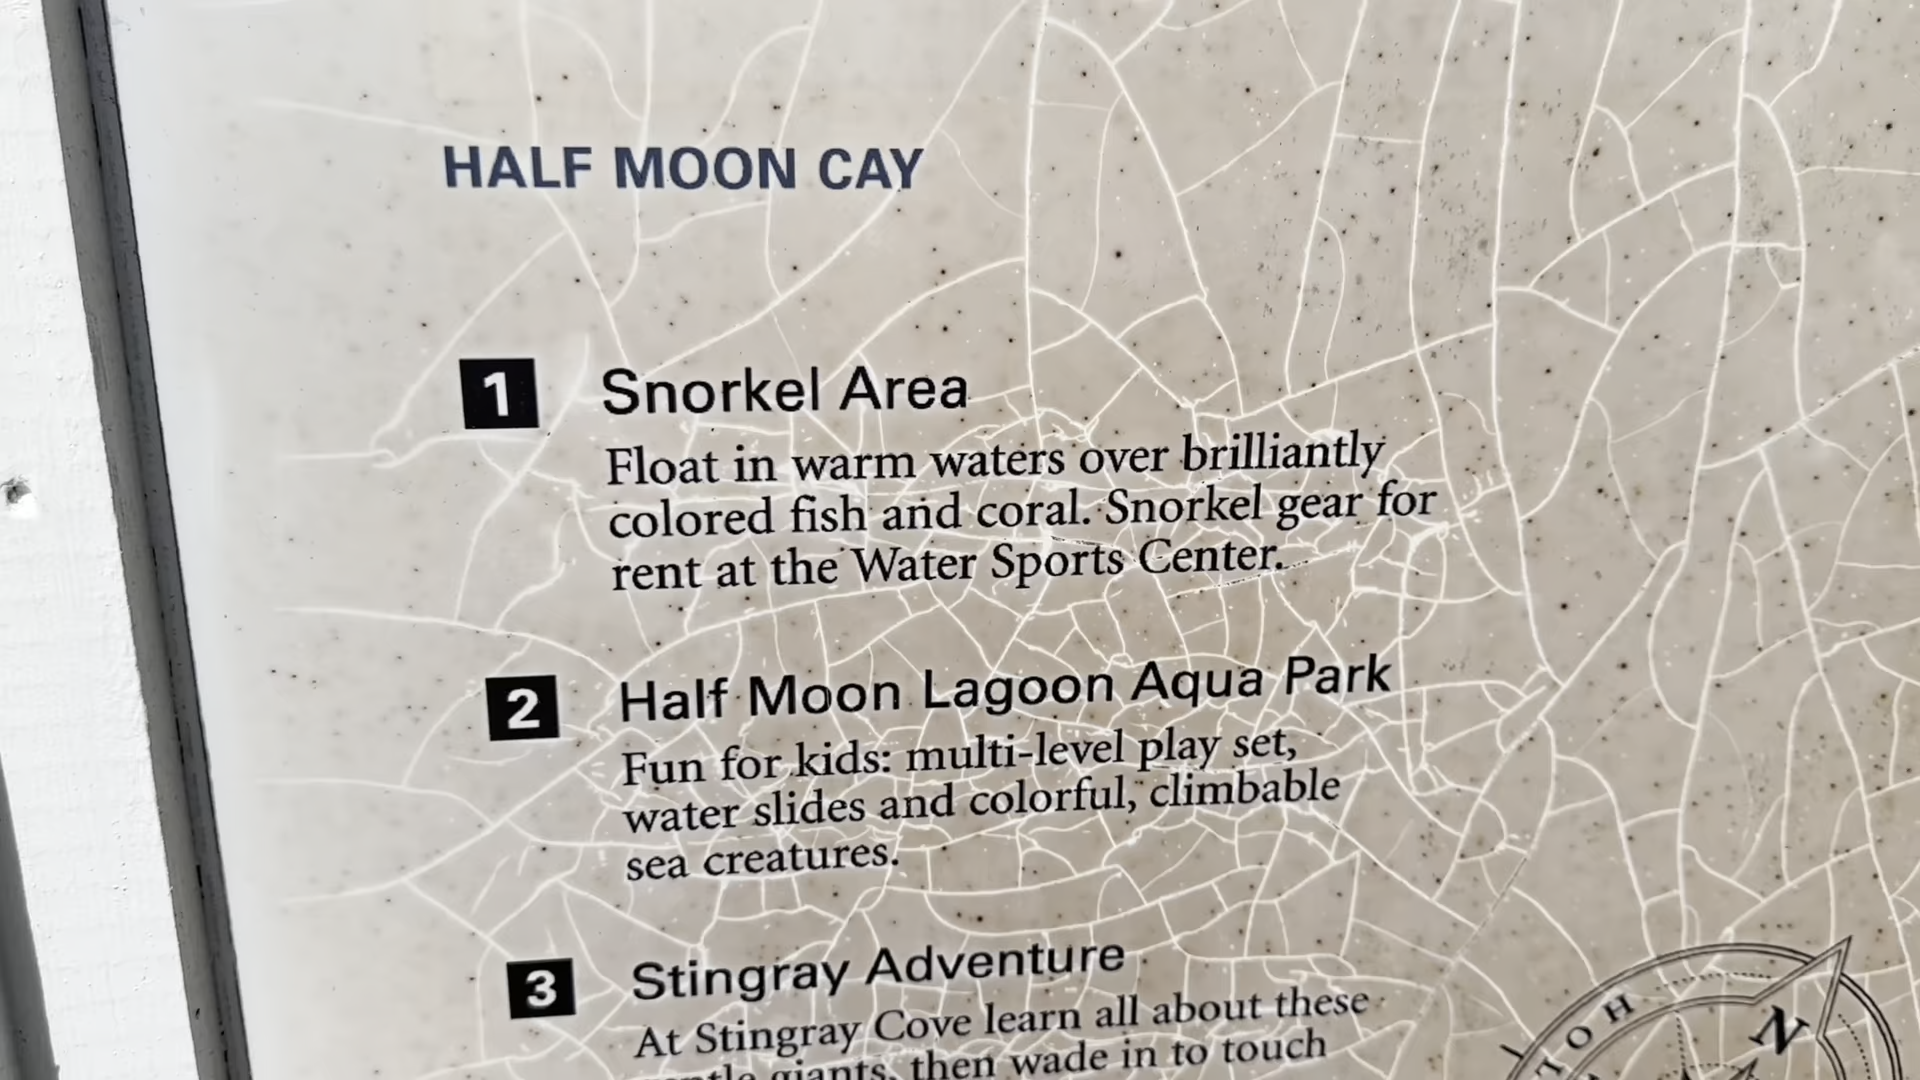 HALF MOON CAY
1 Snorkel Area
Float in warm waters over brilliantly
colored fish and coral. Snorkel gear for
rent at the Water Sports Center.
2 Half Moon Lagoon Aqua Park
Fun for kids: multi-level play set,
water slides and colorful, climbable
sea creatures.
3 Stingray Adventure
At Stingray Cove learn all about these
giants, then wade in to touch
N